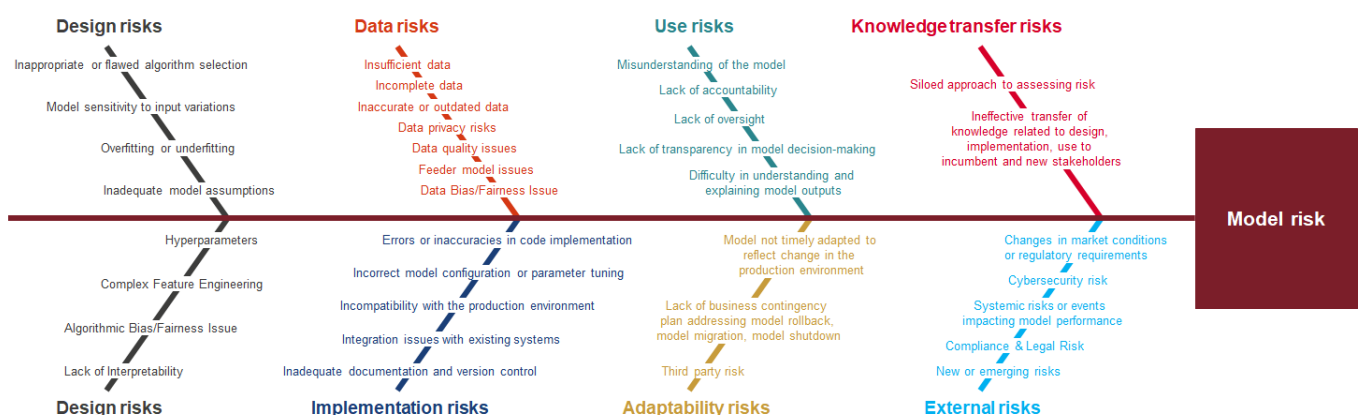 Design risks
Inappropriate or flawed algorithm selection
Model sensitivity to input variations
Overfitting or underfitting
Inadequate model assumptions
Data risks
Insufficient data
Incomplete data
Inaccurate or outdated data
Data privacy risks
Data quality issues
Feeder model issues
Data Bias/Fairness Issue
Use risks
Misunderstanding of the model
Lack of accountability
Lack of oversight
Lack of transparency in model decision-making
Difficulty in understanding and
explaining model outputs
Knowledge transfer risks
Siloed approach to assessing risk
Ineffective transfer of
knowledge related to design,
implementation, use to
incumbent and new stakeholders
Model risk
Hyperparameters
Complex Feature Engineering
Algorithmic Bias/Fairness Issue
Lack of Interpretability
Design risks
Errors or inaccuracies in code implementation
Incorrect model configuration or parameter tuning
Incompatibility with the production environment
Integration issues with existing systems
Inadequate documentation and version control
Implementation risks
Model not timely adapted to
reflect change in the
production environment
Lack of business contingency
plan addressing model rollback,
model migration, model shutdown
Third party risk
Adaptability risks
Changes in market conditions
or regulatory requirements
Cybersecurity risk
Systemic risks or events
impacting model performance
Compliance & Legal Risk
New or emerging risks
External risks